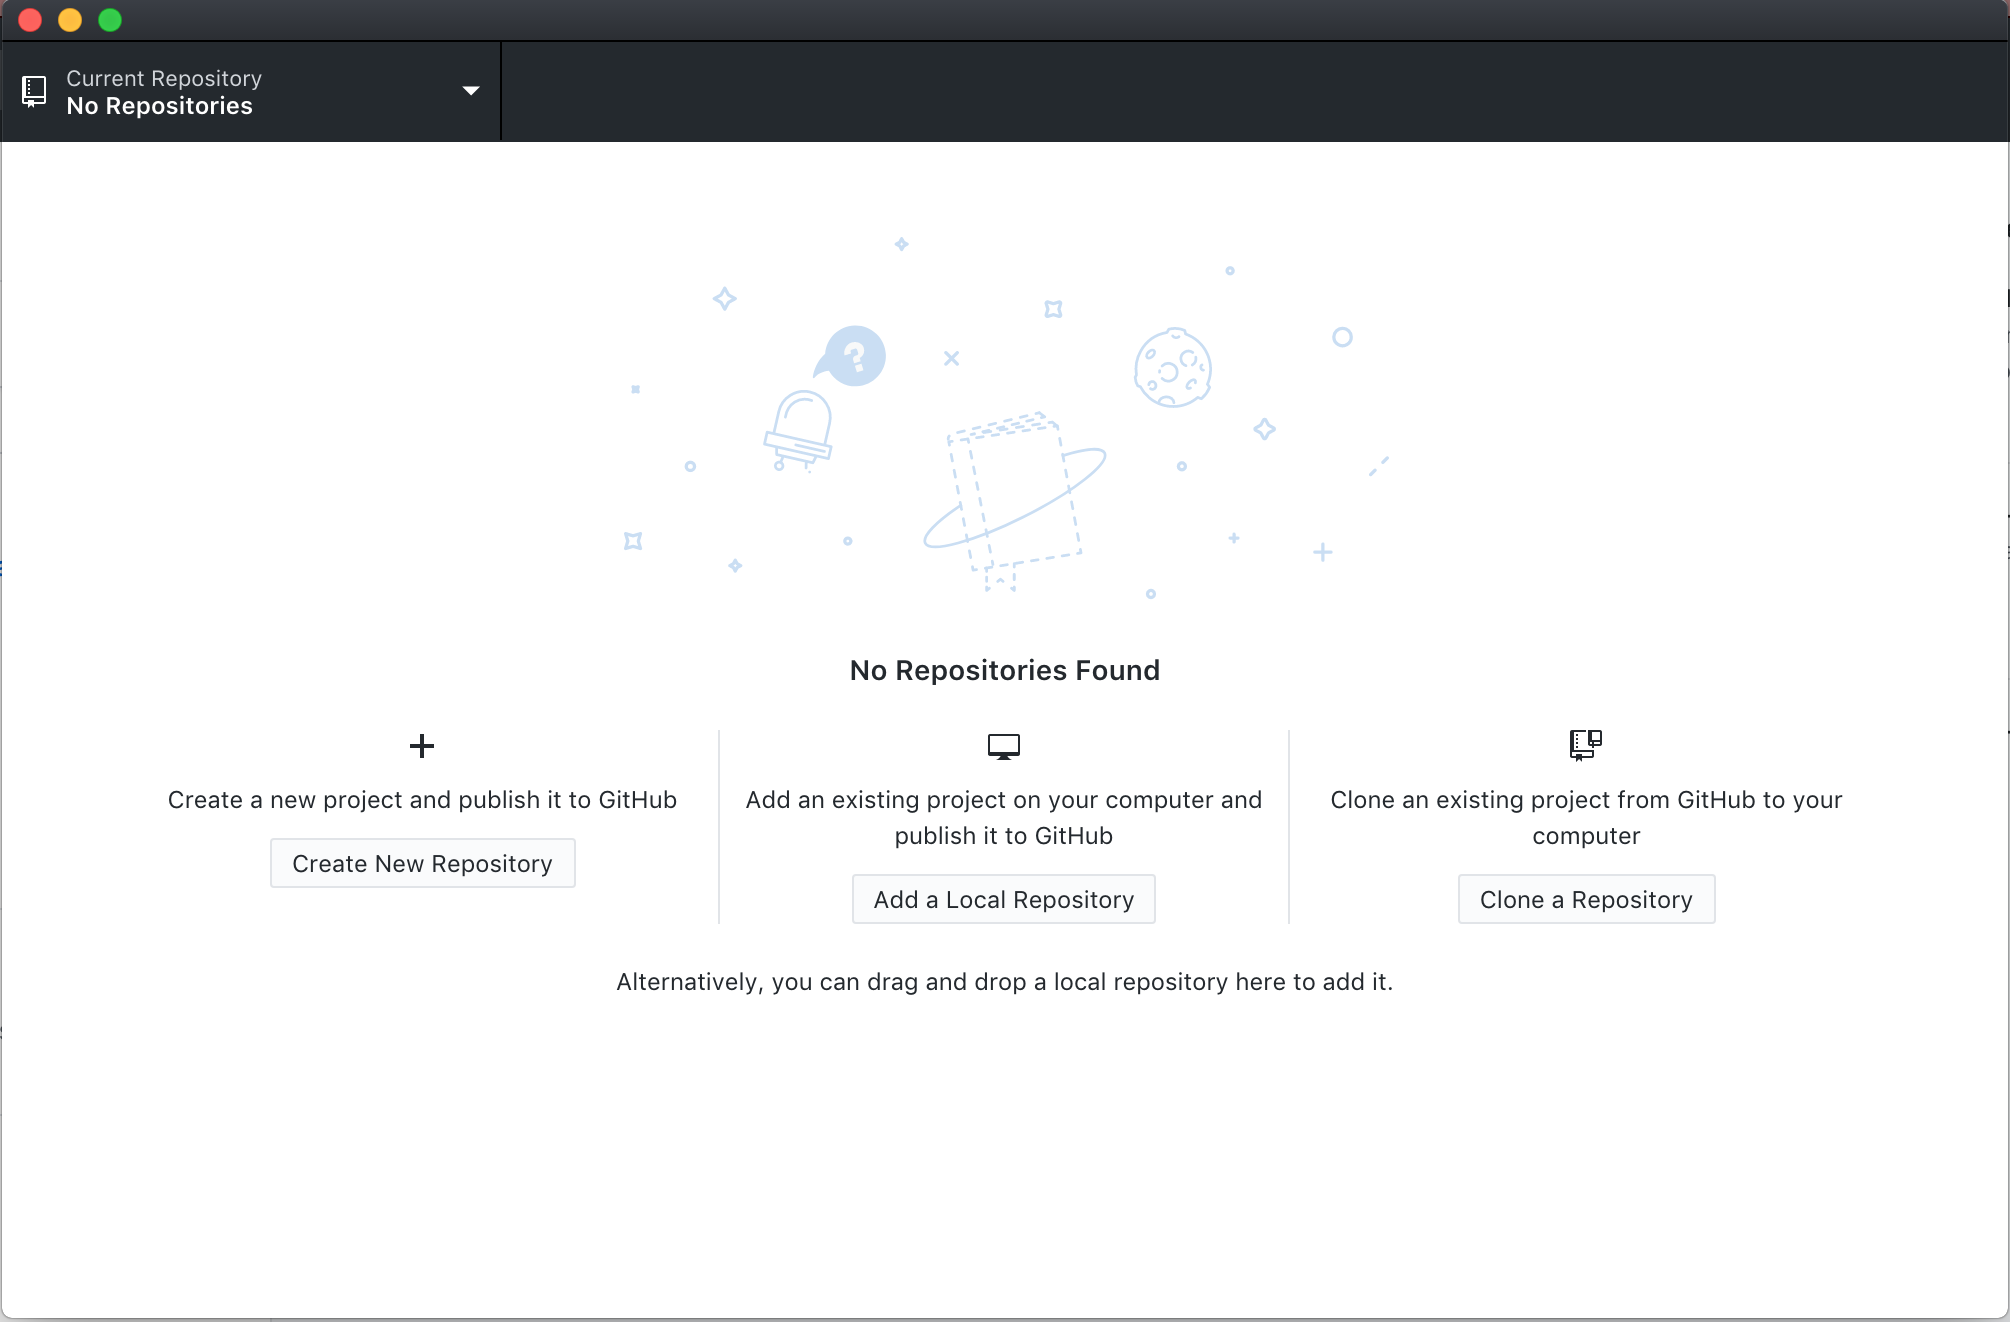 Current Repository
No Repositories
?
No Repositories Found
Create a new project and publish it to GitHub
Create New Repository
Add an existing project on your computer and
publish it to GitHub
Add a Local Repository
Clone an existing project from GitHub to your
computer
Clone a Repository
Alternatively, you can drag and drop a local repository here to add it.